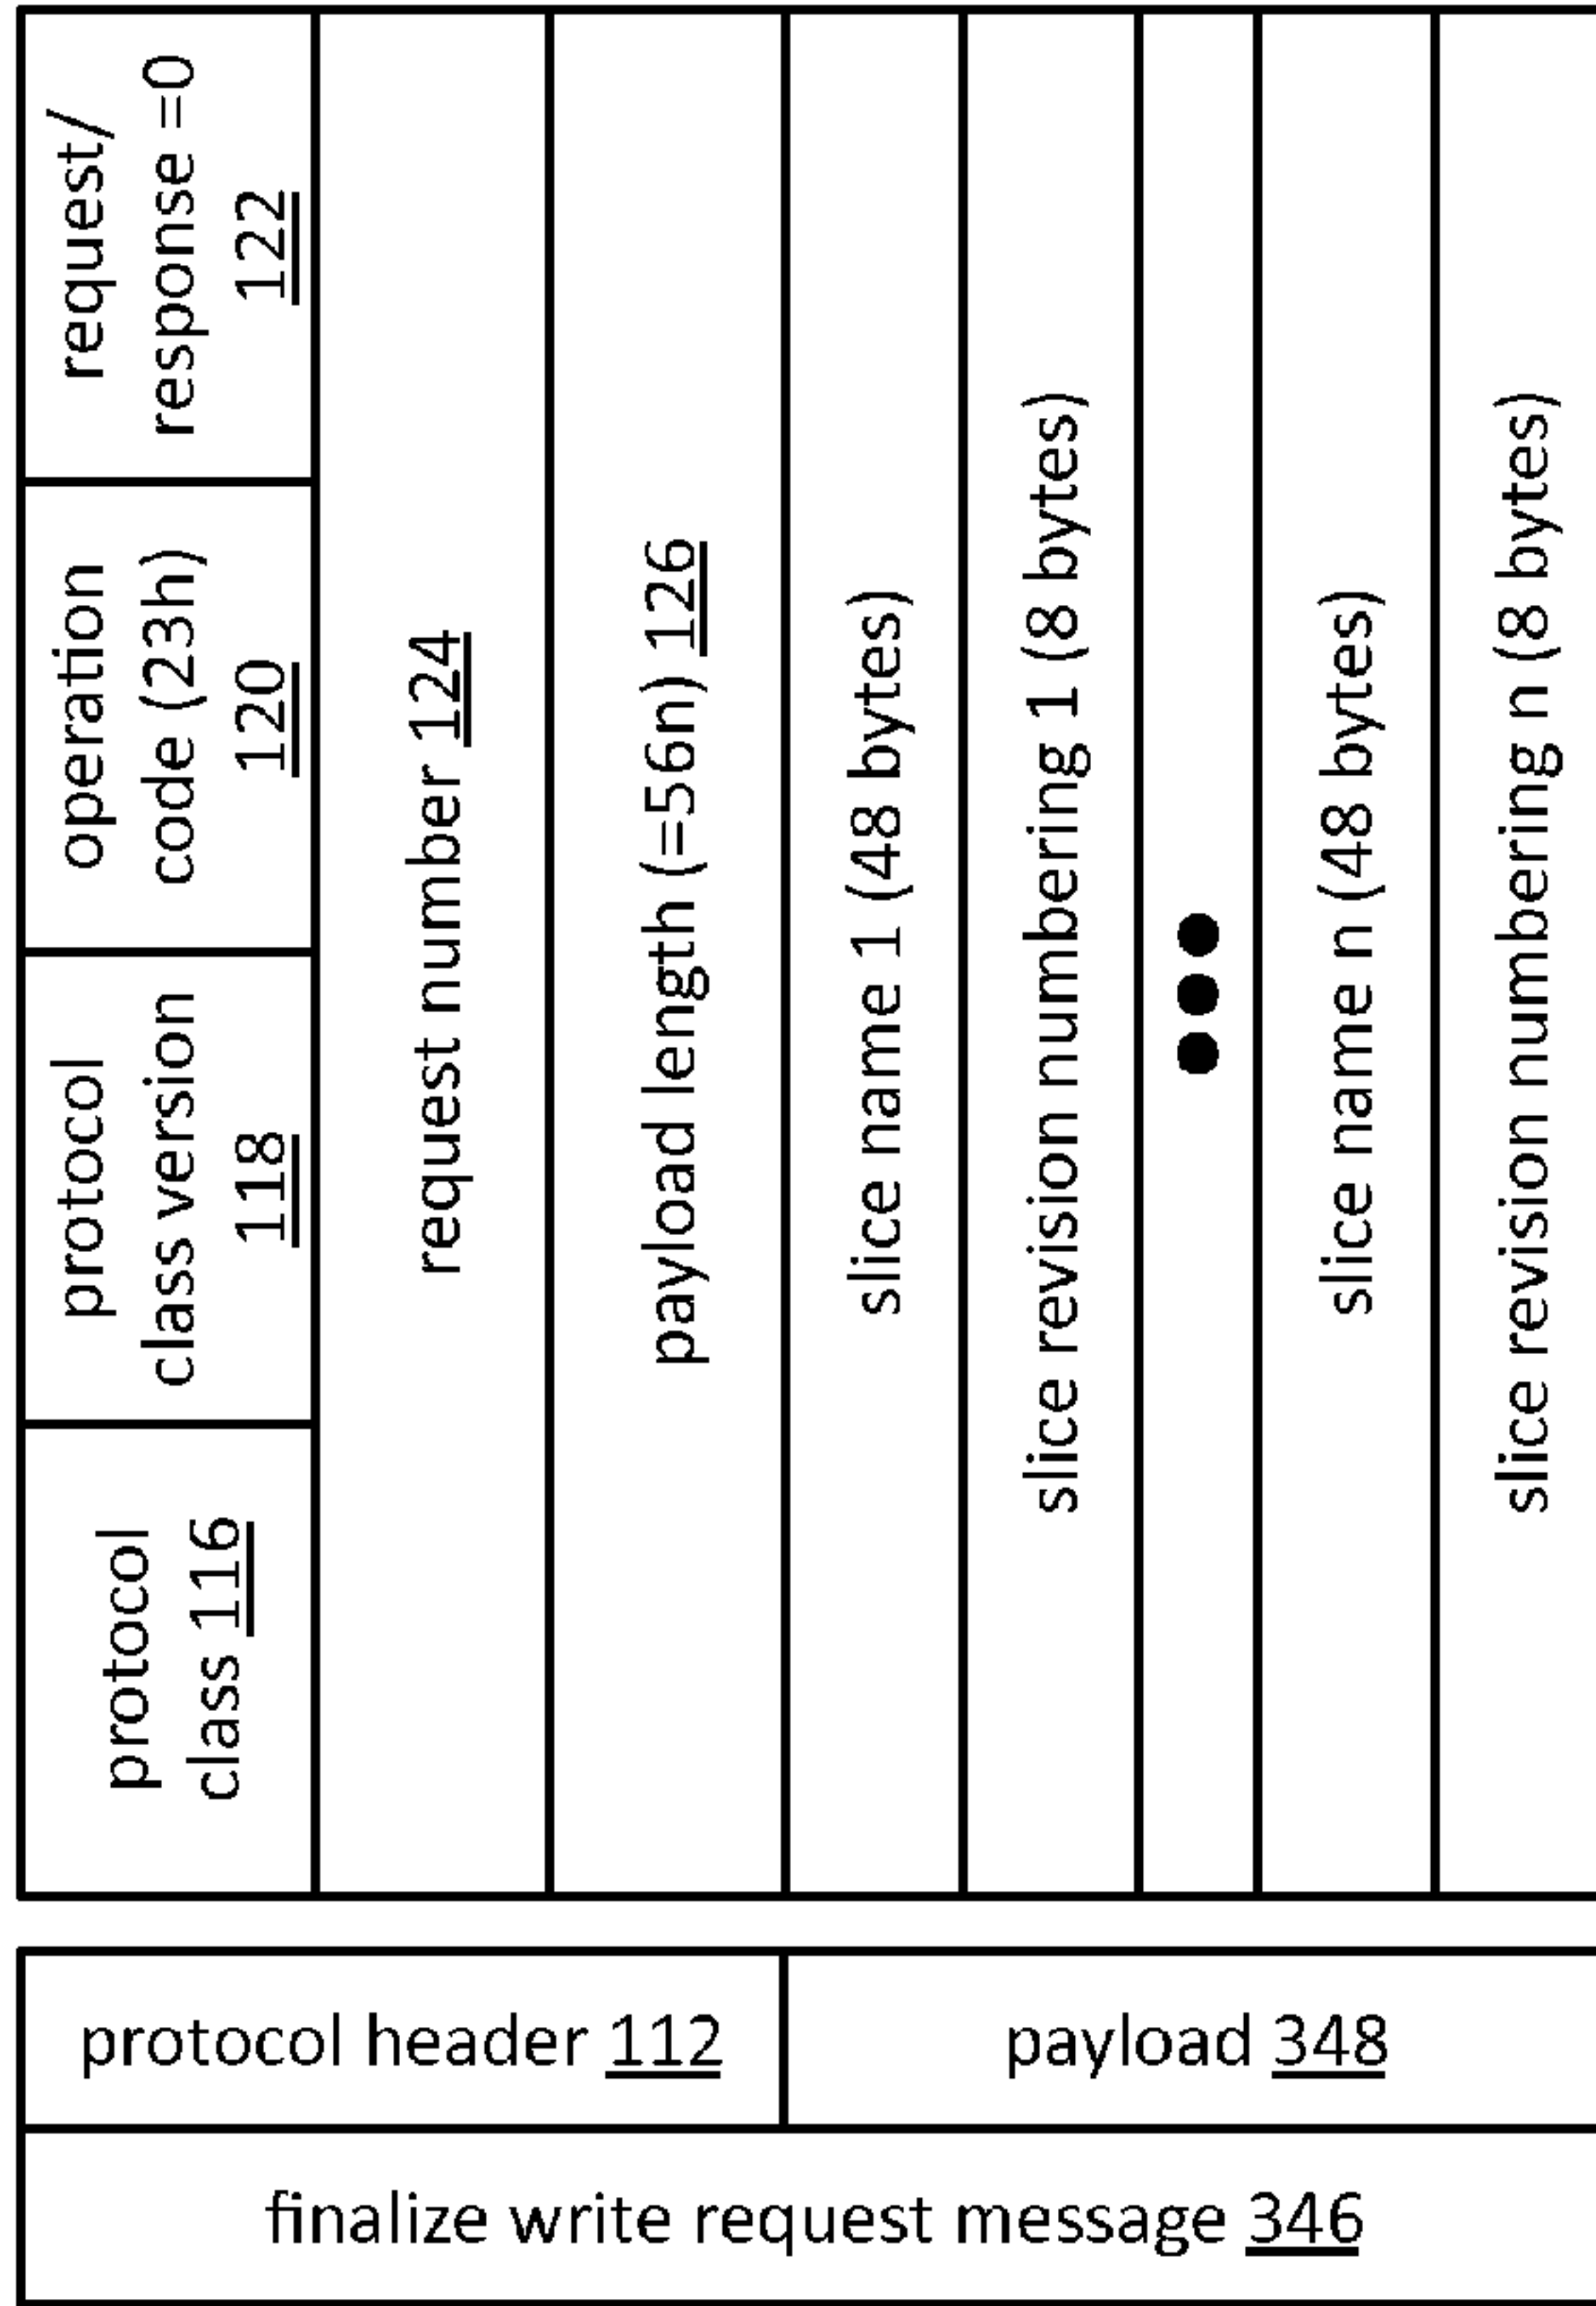 protocol
class 116
protocol
class version
118
operation
code (23h)
120
request/
response =0
122
request number 124
payload length (=56n) 126
slice name 1 (48 bytes)
slice revision numbering 1 (8 bytes)
slice name n (48 bytes)
slice revision numbering n (8 bytes)
protocol header 112
payload 348
finalize write request message 346